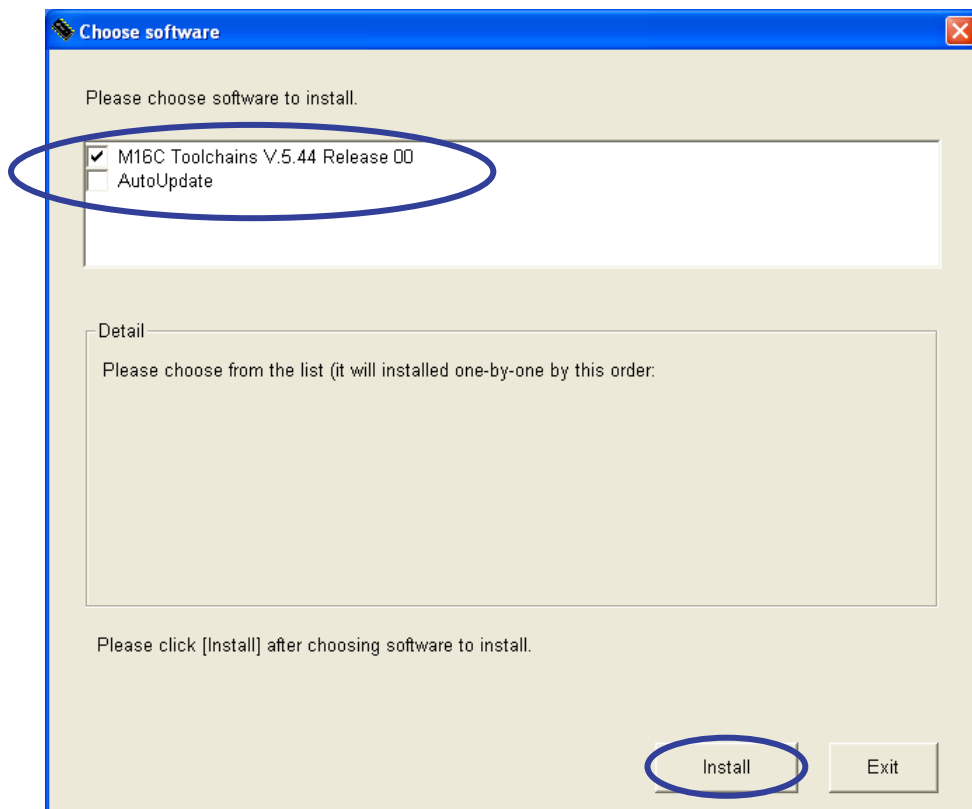 Choose software
Please choose software to install.
M16C Toolchains V.5.44 Release 00
AutoUpdate
Detail
Please choose from the list (it will installed one-by-one by this order:
Please click [Install] after choosing software to install.
Install
Exit